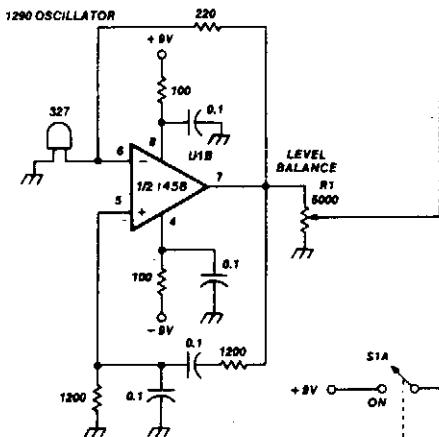 1290 OSCILLATOR
220
+ 9V
100
327
0.1
8
6
U1B
LEVEL
BALANCE
R1
5000
1/2 1458
7
5
4
100
0.1
- 9V
0.1
1200
1200
0.1
S1A
+ 9V
ON